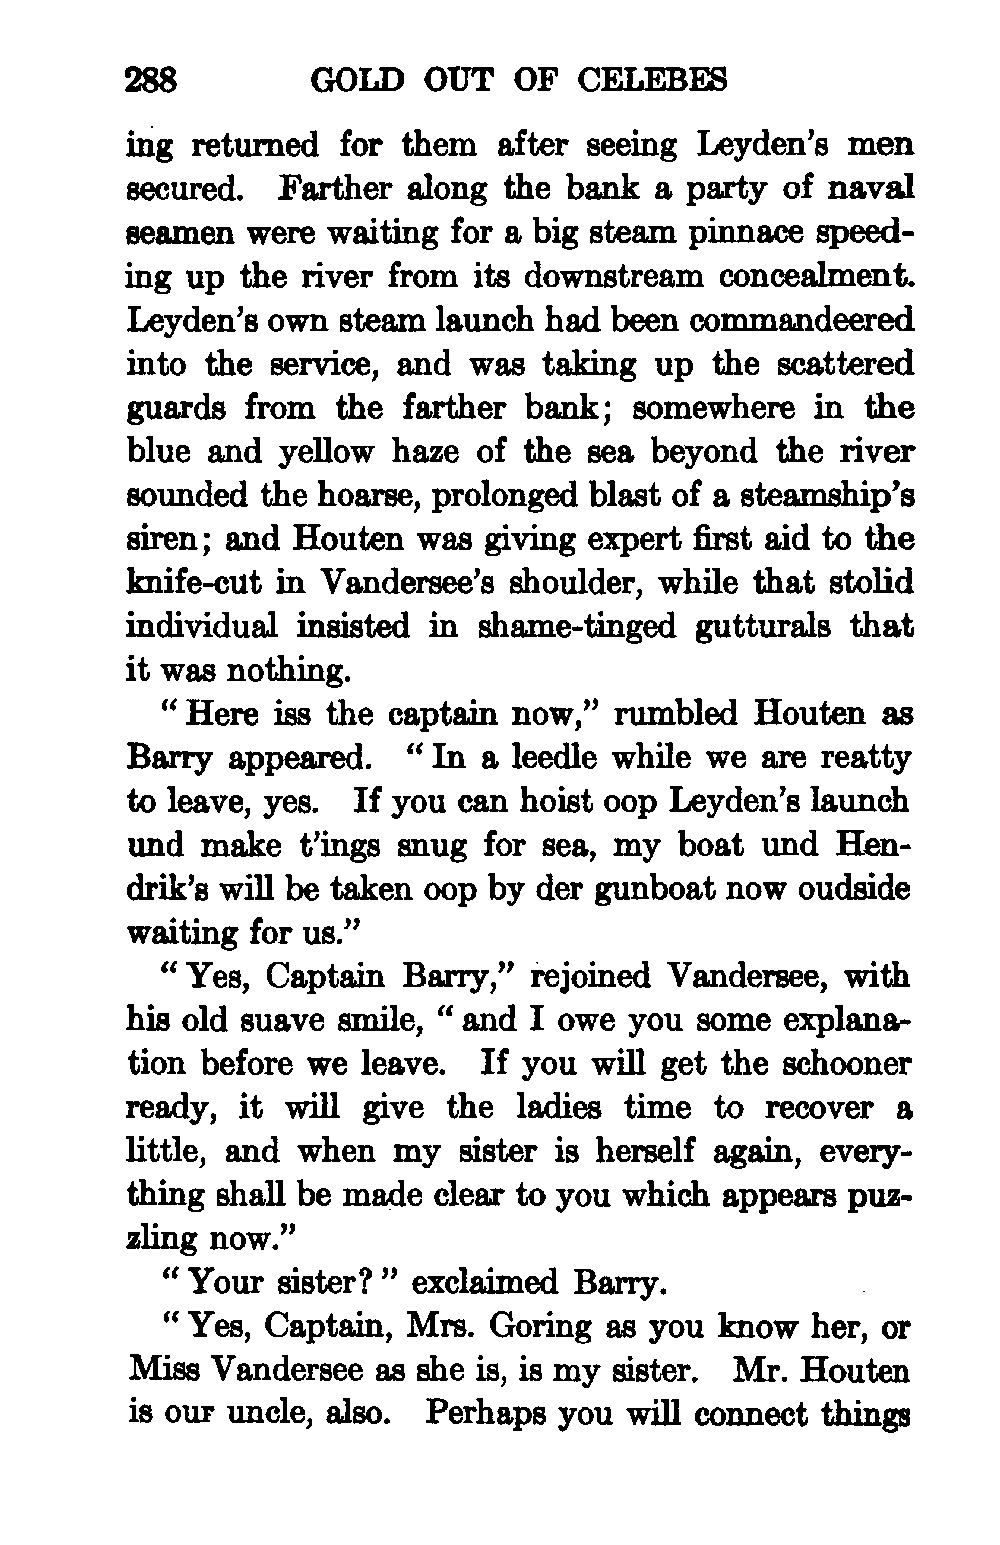 288 GOLD OUT OF CELEBES
ing returned for them after seeing Leyden's men
secured. Farther along the bank a party of naval
seamen were waiting for a big steam pinnace speed-
ing up the river from its downstream concealment.
Leyden's own steam launch had been commandeered
into the service, and was taking up the scattered
guards from the farther bank; somewhere in the
blue and yellow haze of the sea beyond the river
sounded the hoarse, prolonged blast of a steamship's
siren; and Houten was giving expert first aid to the
knife-cut in Vandersee's shoulder, while that stolid
individual insisted in shame-tinged gutturals that
it was nothing.
"Here iss the captain now," rumbled Houten as
Barry appeared. "In a leedle while we are reatty
to leave, yes. If you can hoist oop Leyden's launch
und make t'ings snug for sea, my boat und Hen-
drik's will be taken oop by der gunboat now oudside
waiting for us."
"Yes, Captain Barry," rejoined Vandersee, with
his old suave smile, "and I owe you some explana-
tion before we leave. If you will get the schooner
ready, it will give the ladies time to recover a
little, and when my sister is herself again, every-
thing shall be made clear to you which appears puz-
zling now."
"Your sister?" exclaimed Barry.
"Yes, Captain, Mrs. Goring as you know her, or
Miss Vandersee as she is, is my sister. Mr. Houten
is our uncle, also. Perhaps you will connect things